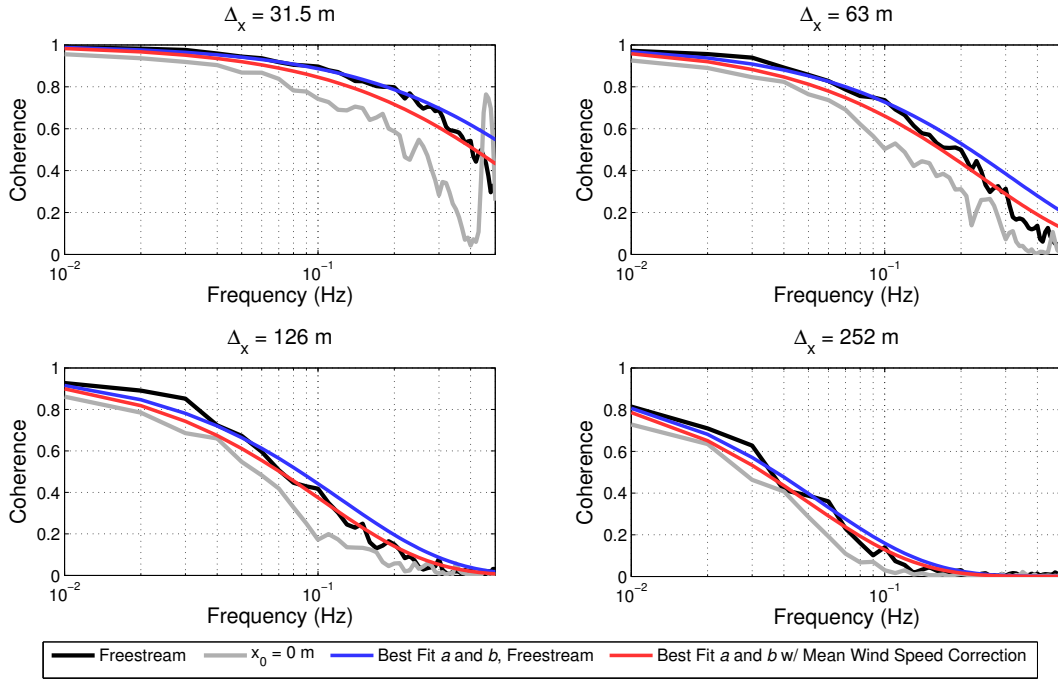 Δx = 31.5 m
Δx = 63 m
1
0.8
0.6
0.4
0.2
0
Coherence
10−2
10−1
Frequency (Hz)
1
0.8
0.6
0.4
0.2
0
Coherence
10−2
10−1
Frequency (Hz)
Δx = 126 m
Δx = 252 m
1
0.8
0.6
0.4
0.2
0
Coherence
10−2
10−1
Frequency (Hz)
1
0.8
0.6
0.4
0.2
0
Coherence
10−2
10−1
Frequency (Hz)
Freestream
x0 = 0 m
Best Fit a and b, Freestream
Best Fit a and b w/ Mean Wind Speed Correction